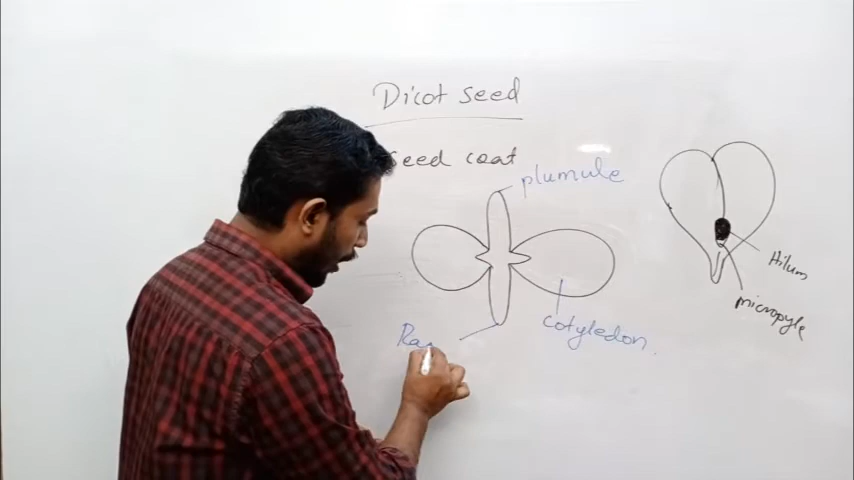 Dicot seed
seed coat
plumule
Hilum
micropyle
cotyledon
Ra